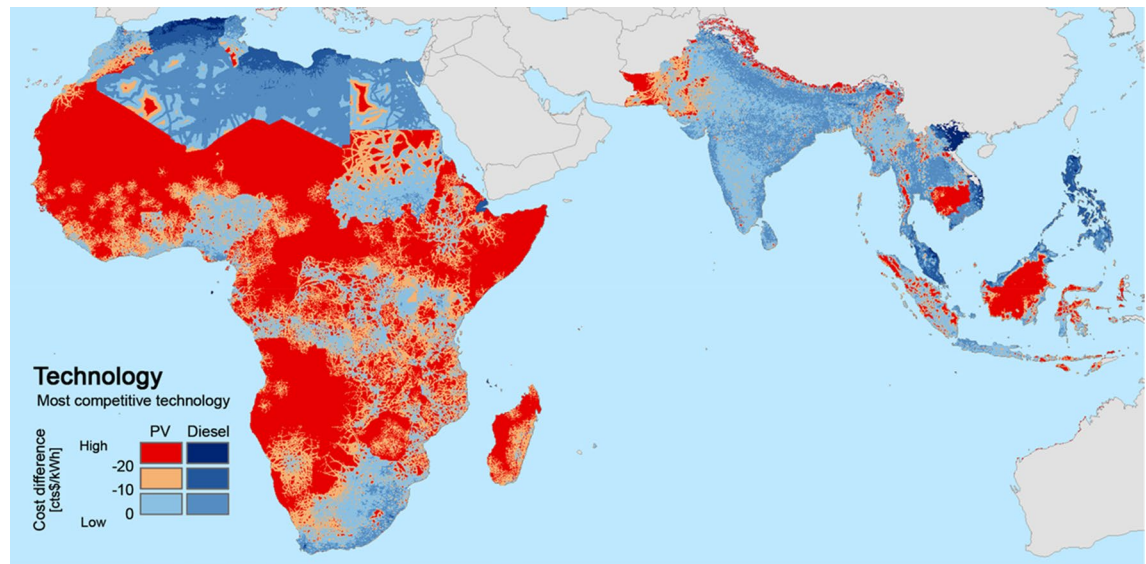 Technology
Most competitive technology
PV Diesel
High
-20
-10
0
Low
Cost difference
[cts$/kWh]